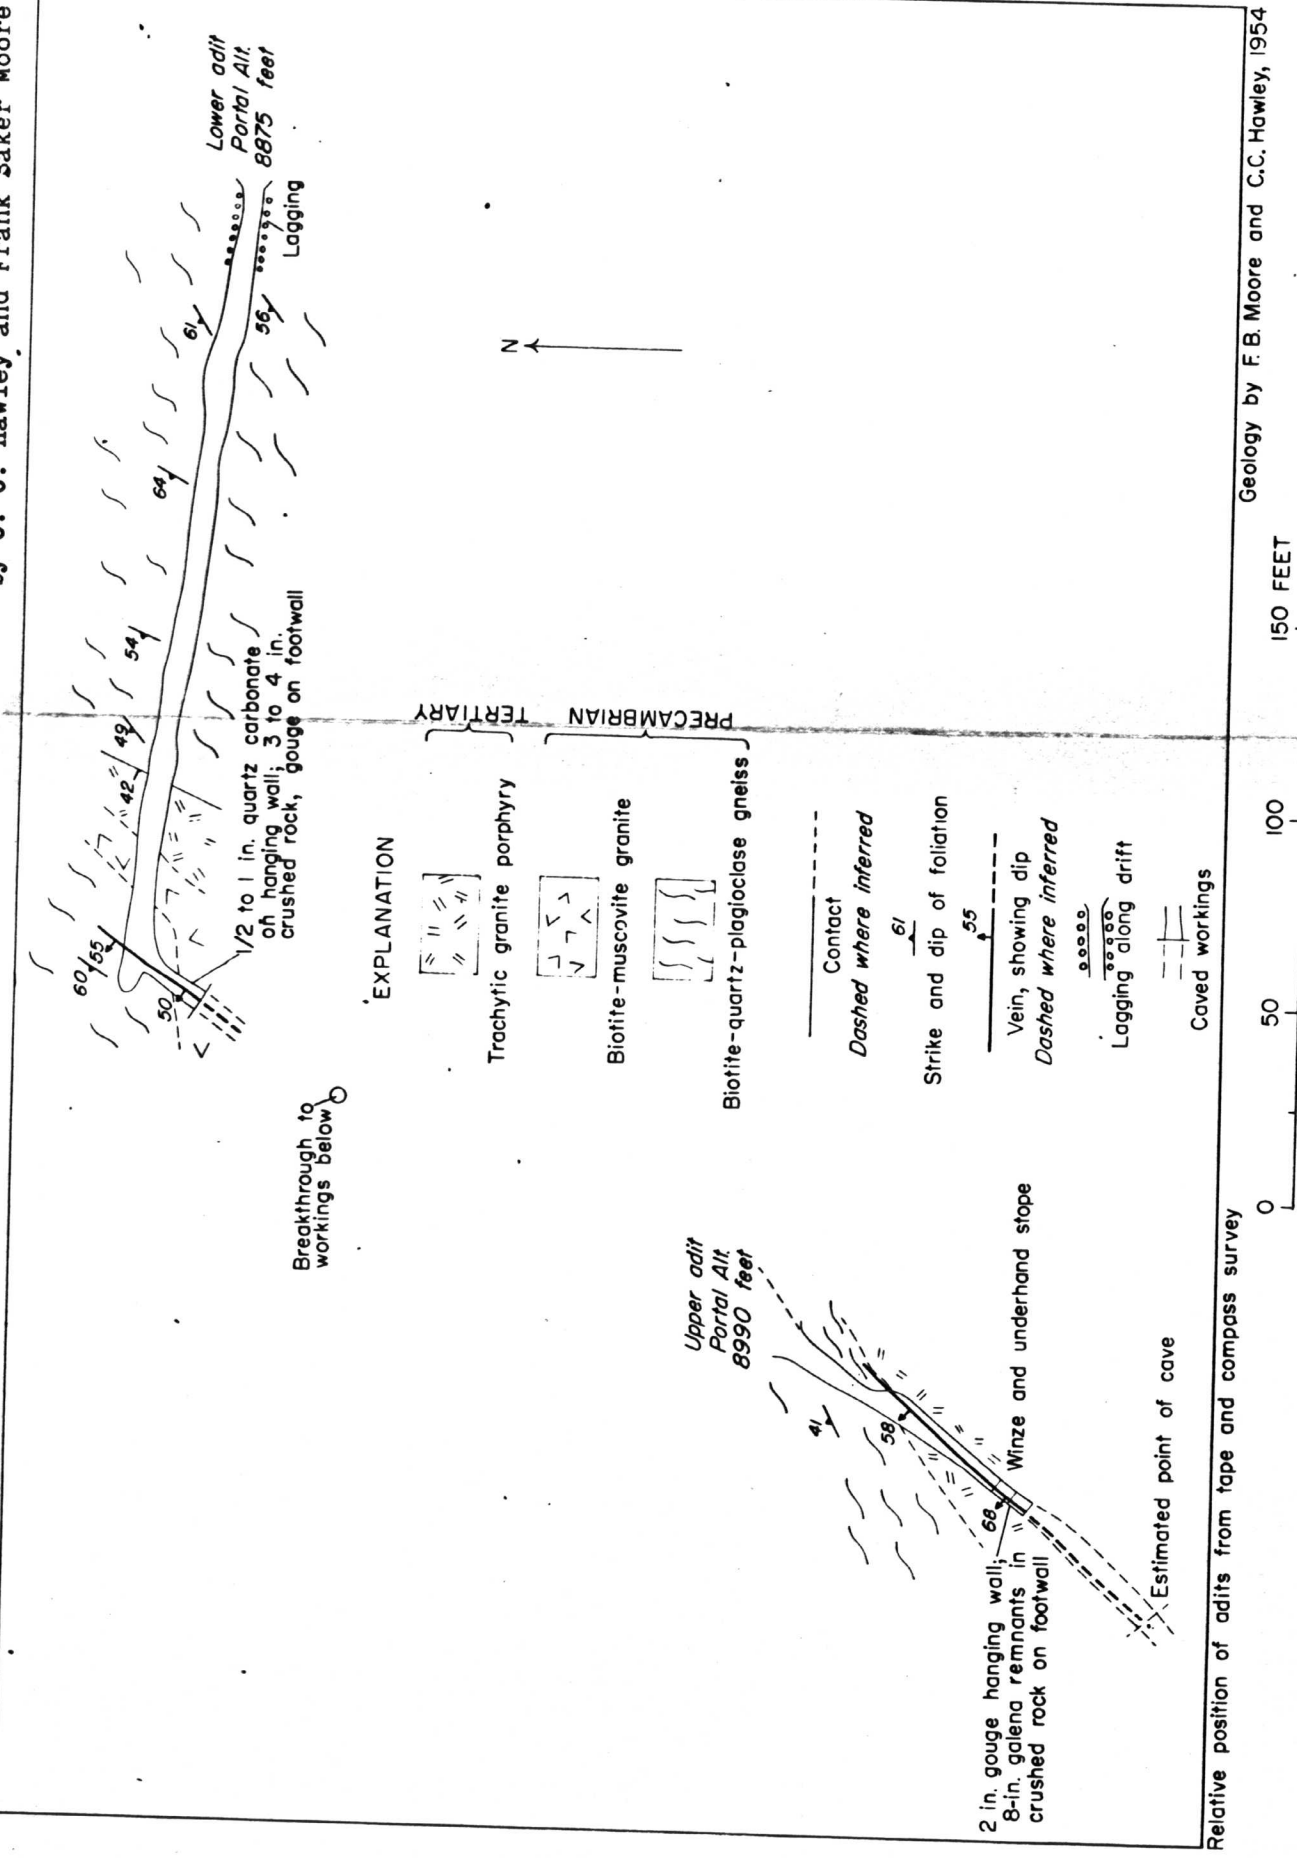 by C. C. Hawley and Frank Baker Moore
Lower adit
Portal Alt.
8875 feet
Lagging
61
56
64
54
49
42
55
60
50
1/2 to 1 in. quartz carbonate
on hanging wall; 3 to 4 in.
crushed rock, gouge on footwall
Breakthrough to
workings below
N
EXPLANATION
Trachytic granite porphyry
TERTIARY
Biotite-muscovite granite
Biotite-quartz-plagioclase gneiss
PRECAMBRIAN
Contact
Dashed where inferred
61
Strike and dip of foliation
55
Vein, showing dip
Dashed where inferred
Lagging along drift
Caved workings
Upper adit
Portal Alt.
8990 feet
41
58
68
Winze and underhand stope
2 in. gouge hanging wall;
8-in. galena remnants in
crushed rock on footwall
Estimated point of cave
Relative position of adits from tape and compass survey
Geology by F. B. Moore and C.C. Hawley, 1954
0
50
100
150 FEET